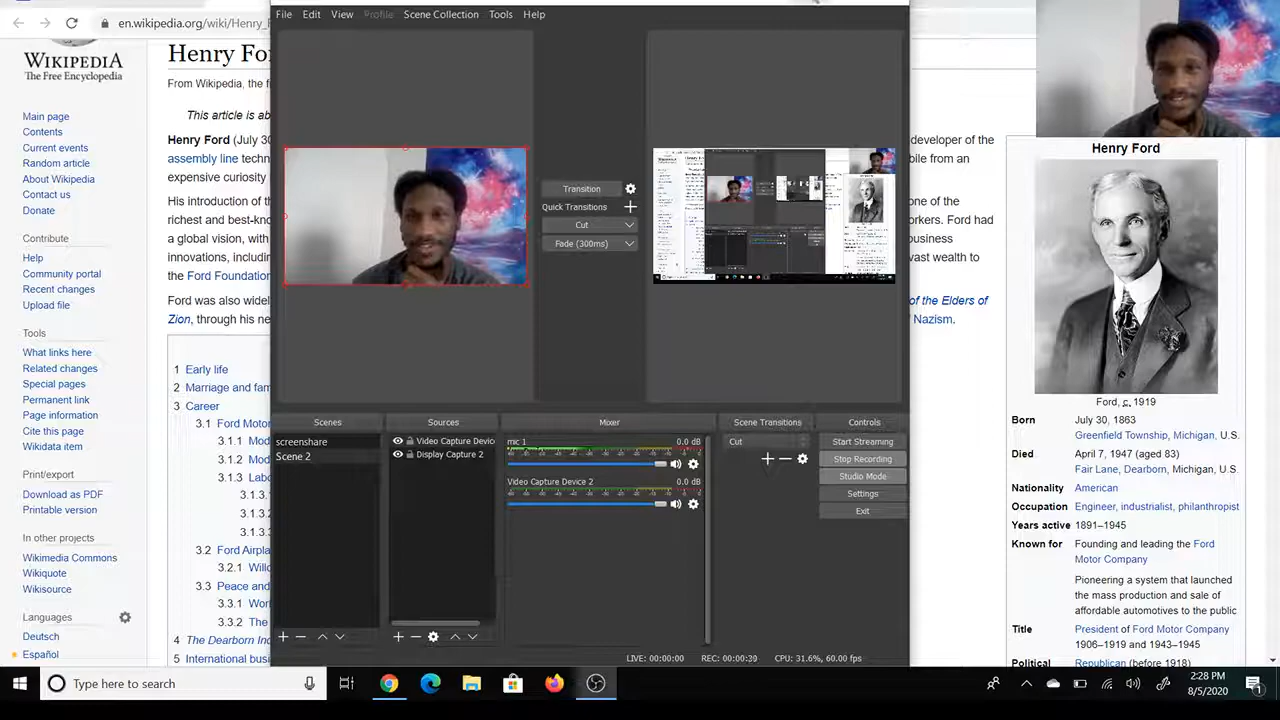 en.wikipedia.org/wiki/Henry_F
File Edit View Profile Scene Collection Tools Help
WIKIPEDIA
The Free Encyclopedia
Main page
Contents
Current events
Random article
About Wikipedia
Contact us
Donate
Contribute
Help
Community portal
Recent changes
Upload file
Tools
What links here
Related changes
Special pages
Permanent link
Page information
Cite this page
Wikidata item
Print/export
Download as PDF
Printable version
In other projects
Wikimedia Commons
Wikiquote
Wikisource
Languages
Deutsch
Español
Henry Fo
From Wikipedia, the f
This article is ab
Henry Ford (July 30
developer of the
assembly line techn
bile from an
expensive curiosity
His introduction of t
one of the
richest and best-kno
rkers. Ford had
a global vision, with
business
innovations, includin
vast wealth to
the Ford Foundation
Ford was also widel
of the Elders of
Zion, through his ne
Nazism.
1 Early life
2 Marriage and fam
3 Career
3.1 Ford Motor
3.1.1 Mod
3.1.2 Mod
3.1.3 Labo
3.1.3.
3.1.3.
3.1.3.
3.2 Ford Airpla
3.2.1 Willo
3.3 Peace and
3.3.1 Worl
3.3.2 The
4 The Dearborn Ind
5 International busi
Transition
Quick Transitions
Cut
Fade (300ms)
Scenes
screenshare
Scene 2
Sources
Video Capture Devic
Display Capture 2
Mixer
mic 1 0.0 dB
Video Capture Device 2 0.0 dB
Scene Transitions
Cut
Controls
Start Streaming
Stop Recording
Studio Mode
Settings
Exit
LIVE: 00:00:00 REC: 00:00:20 CPU: 31.6%, 60.00 fps
Henry Ford
Ford, c. 1919
Born July 30, 1863
Greenfield Township, Michigan, U.S.
Died April 7, 1947 (aged 83)
Fair Lane, Dearborn, Michigan, U.S.
Nationality American
Occupation Engineer, industrialist, philanthropist
Years active 1891–1945
Known for Founding and leading the Ford
Motor Company
Pioneering a system that launched
the mass production and sale of
affordable automotives to the public
Title President of Ford Motor Company
1906–1919 and 1943–1945
Political Republican (before 1918)
Type here to search
2:28 PM
8/5/2020
1